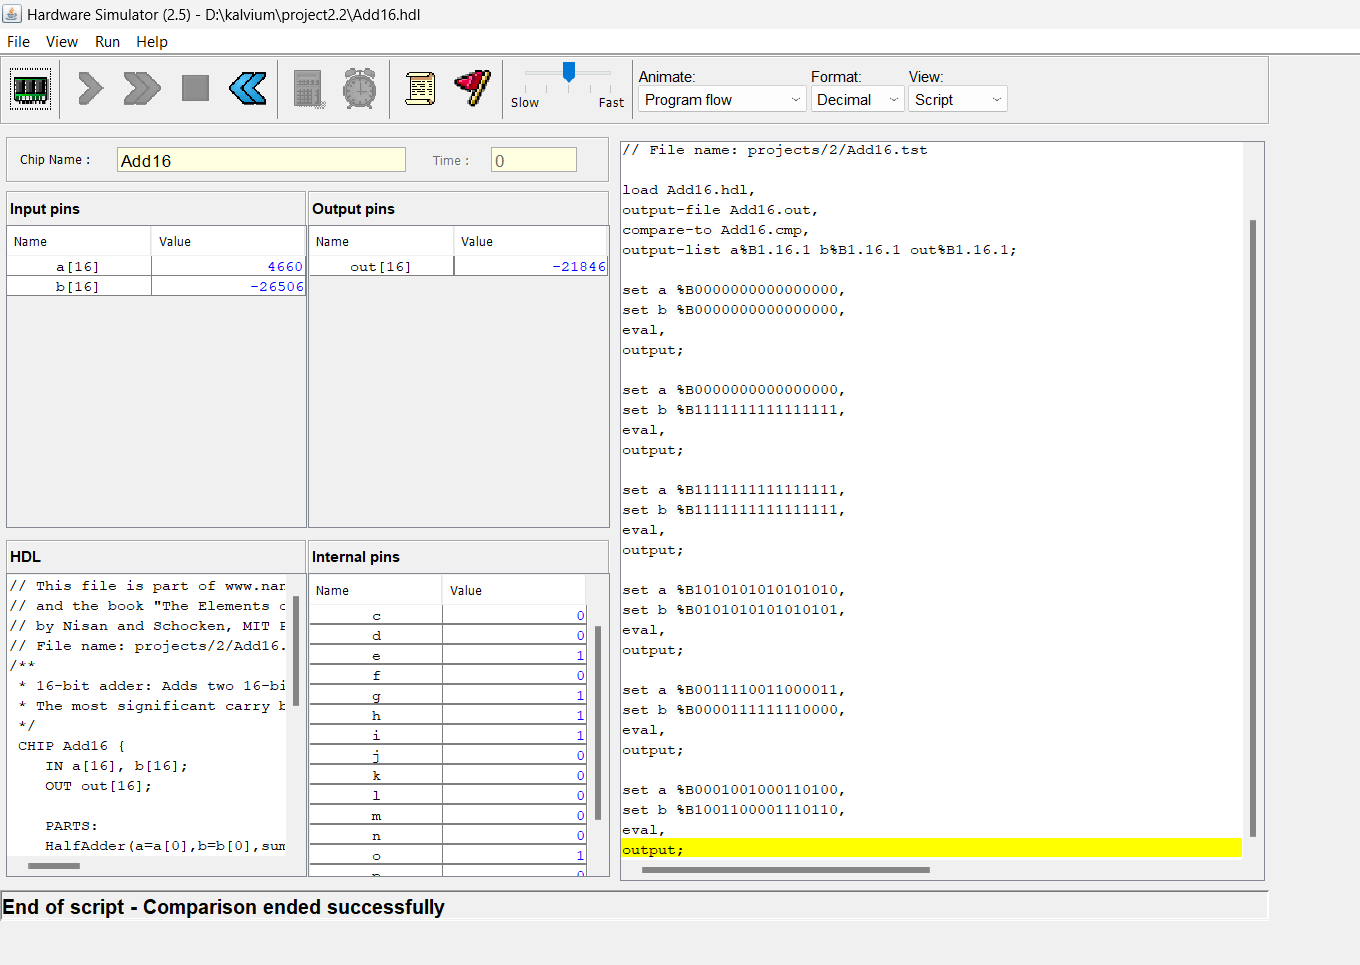 Hardware Simulator (2.5) - D:\kalvium\project2.2\Add16.hdl
File View Run Help
Slow Fast
Animate: Format: View:
Program flow Decimal Script
Chip Name : Add16 Time : 0
Input pins
Name Value
a[16] 4660
b[16] -26506
Output pins
Name Value
out[16] -21846
HDL
// This file is part of www.nan
// and the book "The Elements o
// by Nisan and Schocken, MIT P
// File name: projects/2/Add16.
/**
* 16-bit adder: Adds two 16-bi
* The most significant carry b
*/
CHIP Add16 {
IN a[16], b[16];
OUT out[16];
PARTS:
HalfAdder(a=a[0],b=b[0],sum
Internal pins
Name Value
c 0
d 0
e 1
f 0
g 1
h 1
i 1
j 0
k 0
l 0
m 0
n 0
o 1
// File name: projects/2/Add16.tst
load Add16.hdl,
output-file Add16.out,
compare-to Add16.cmp,
output-list a%B1.16.1 b%B1.16.1 out%B1.16.1;
set a %B0000000000000000,
set b %B0000000000000000,
eval,
output;
set a %B0000000000000000,
set b %B1111111111111111,
eval,
output;
set a %B1111111111111111,
set b %B1111111111111111,
eval,
output;
set a %B1010101010101010,
set b %B0101010101010101,
eval,
output;
set a %B0011110011000011,
set b %B0000111111110000,
eval,
output;
set a %B0001001000110100,
set b %B1001100001110110,
eval,
output;
End of script - Comparison ended successfully